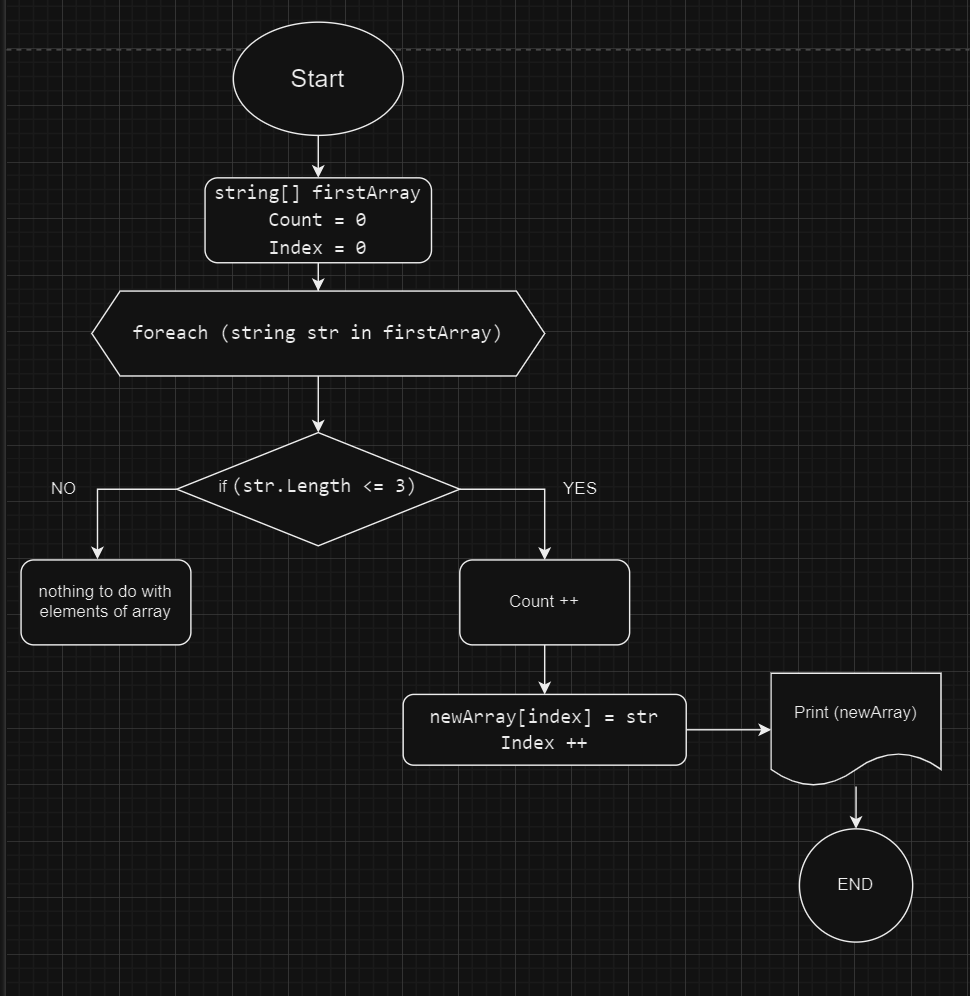 Start
string[] firstArray
Count = 0
Index = 0
foreach (string str in firstArray)
if (str.Length <= 3)
NO
YES
nothing to do with
elements of array
Count ++
newArray[index] = str
Index ++
Print (newArray)
END